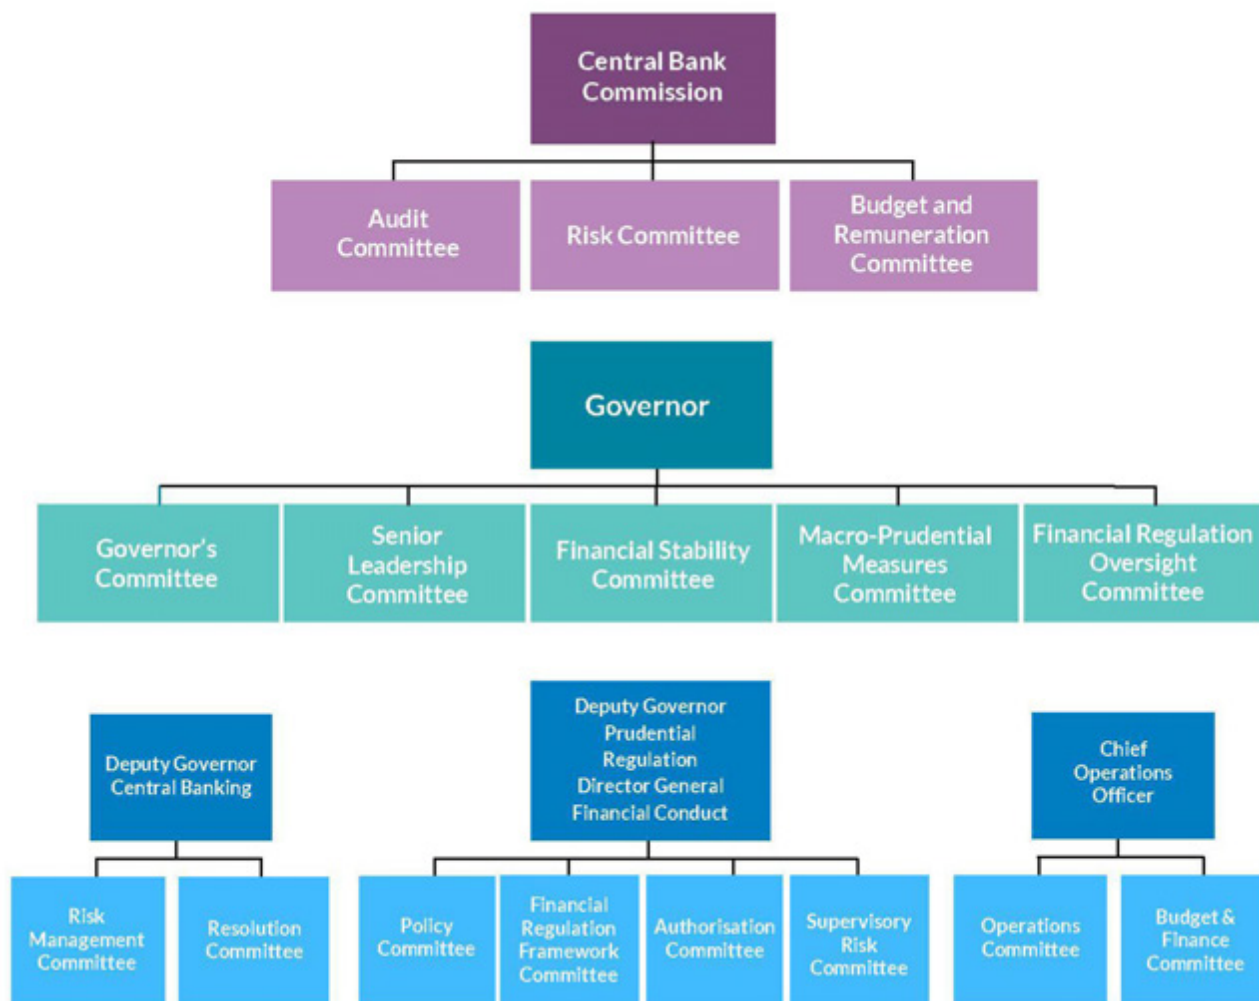 Central Bank
Commission
Audit
Committee
Risk Committee
Budget and
Remuneration
Committee
Governor
Governor's
Committee
Senior
Leadership
Committee
Financial Stability
Committee
Macro-Prudential
Measures
Committee
Financial Regulation
Oversight
Committee
Deputy Governor
Central Banking
Deputy Governor
Prudential
Regulation
Director General
Financial Conduct
Chief
Operations
Officer
Risk
Management
Committee
Resolution
Committee
Policy
Committee
Financial
Regulation
Framework
Committee
Authorisation
Committee
Supervisory
Risk
Committee
Operations
Committee
Budget &
Finance
Committee